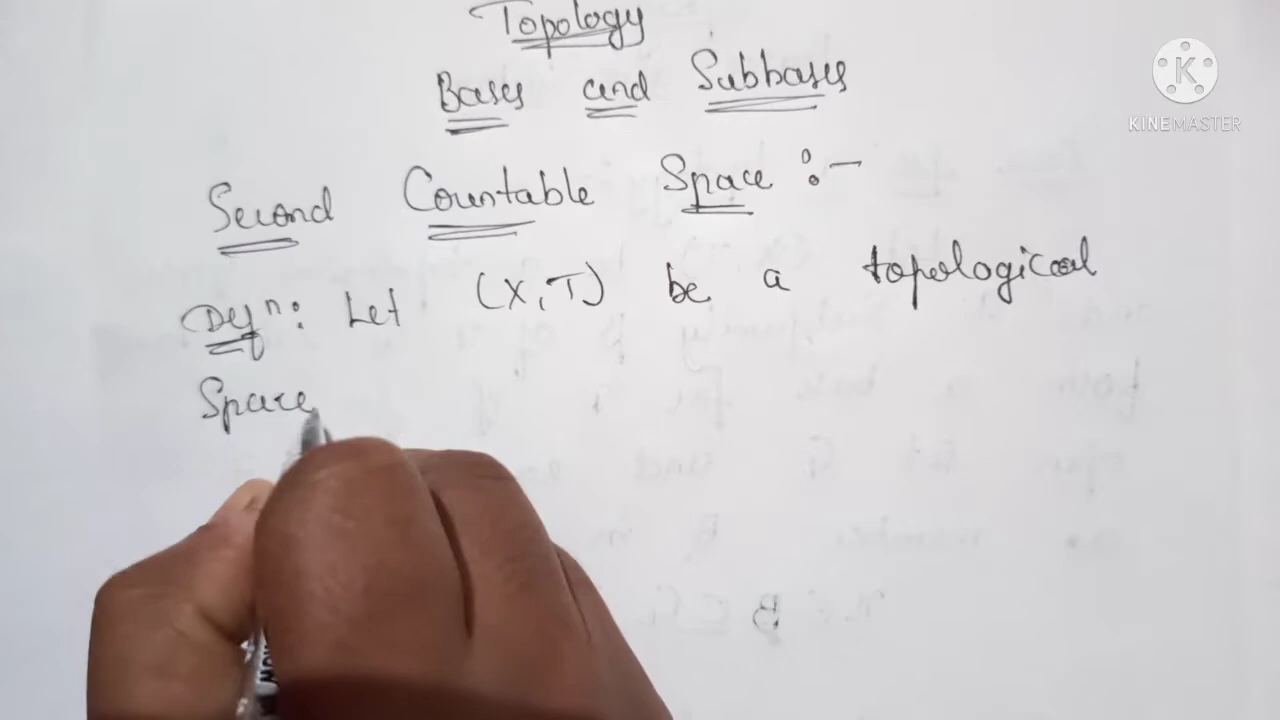 Topology
Bases and Subbases
Second Countable Space :-
Defn: Let (X, T) be a topological
Space
K
KINEMASTER